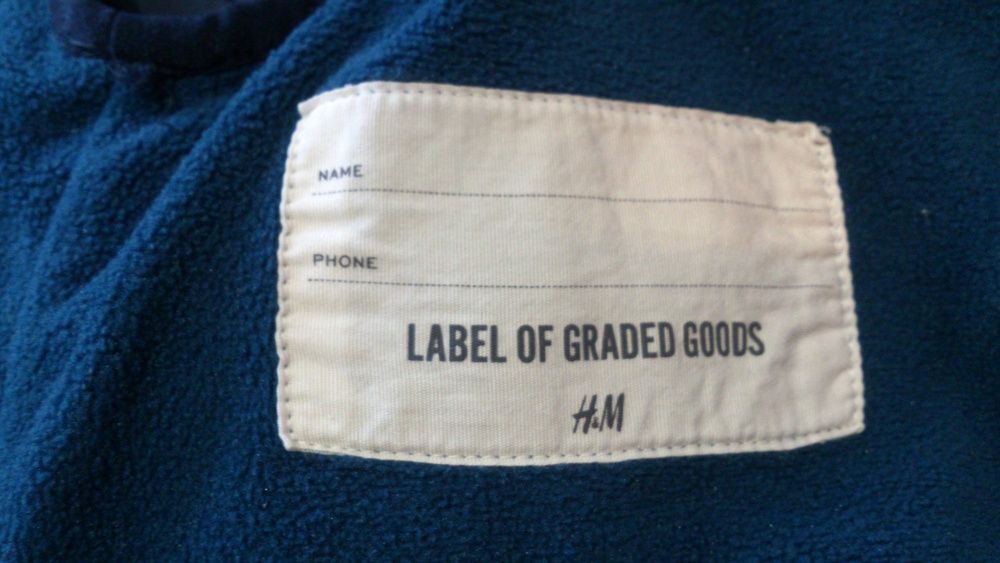 NAME
PHONE
LABEL OF GRADED GOODS
H&M